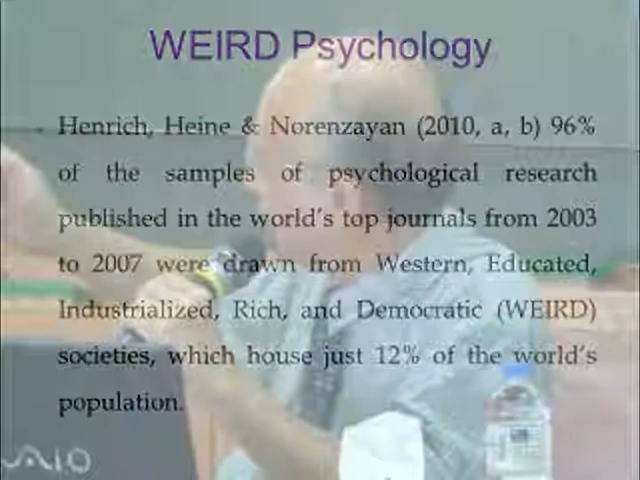 WEIRD Psychology
Henrich, Heine & Norenzayan (2010, a, b) 96%
of the samples of psychological research
published in the world's top journals from 2003
to 2007 were drawn from Western, Educated,
Industrialized, Rich, and Democratic (WEIRD)
societies, which house just 12% of the world's
population.
VAIO